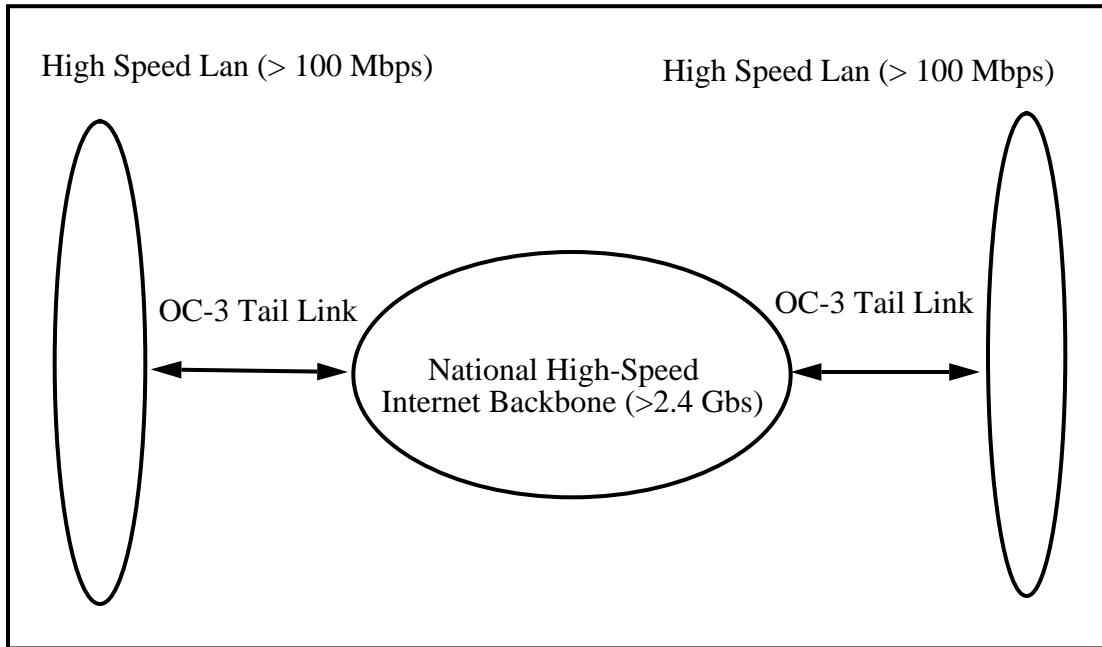 High Speed Lan (> 100 Mbps)
High Speed Lan (> 100 Mbps)
OC-3 Tail Link
OC-3 Tail Link
National High-Speed
Internet Backbone (>2.4 Gbs)